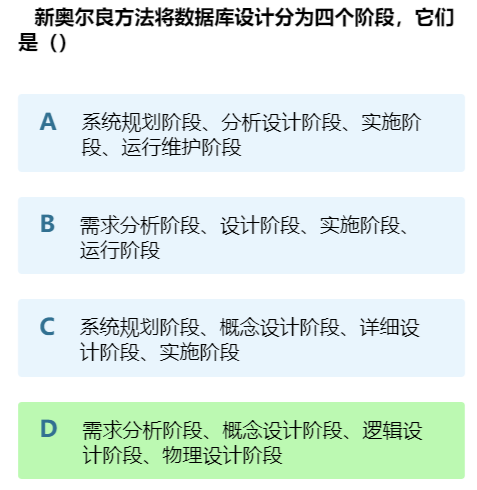 新奥尔良方法将数据库设计分为四个阶段，它们
是（）
A 系统规划阶段、分析设计阶段、实施阶
段、运行维护阶段
B 需求分析阶段、设计阶段、实施阶段、
运行阶段
C 系统规划阶段、概念设计阶段、详细设
计阶段、实施阶段
D 需求分析阶段、概念设计阶段、逻辑设
计阶段、物理设计阶段